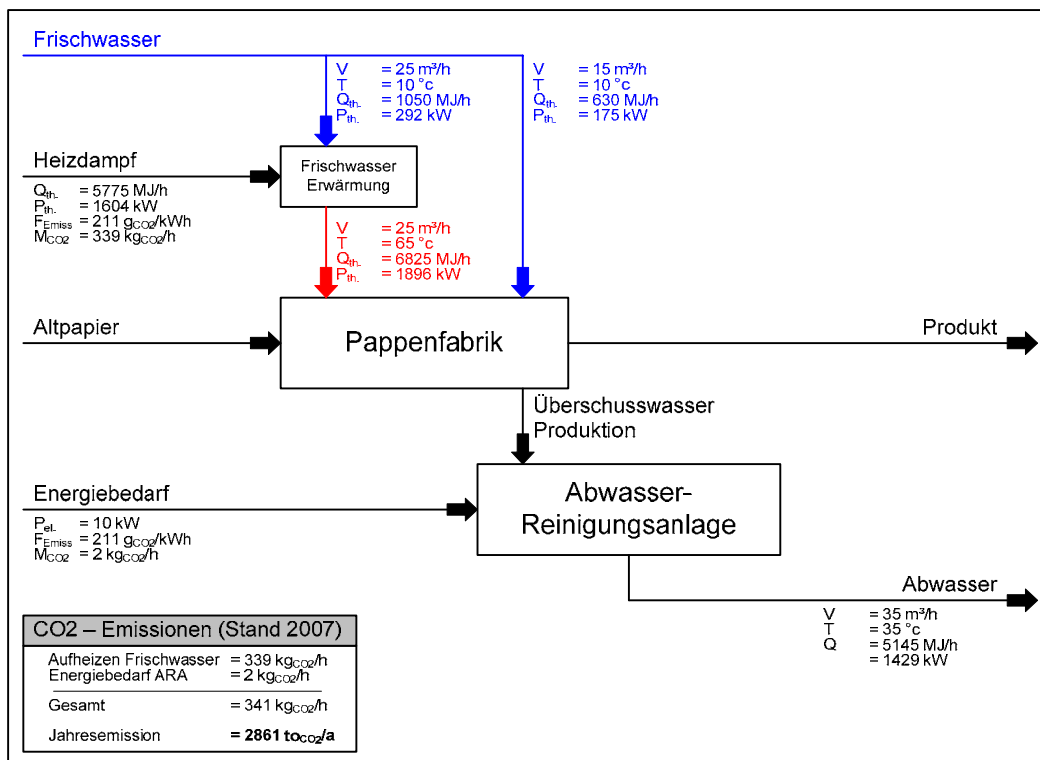 Frischwasser
V = 25 m³/h
T = 10 °c
Qth. = 1050 MJ/h
Pth. = 292 kW
V = 15 m³/h
T = 10 °c
Qth. = 630 MJ/h
Pth. = 175 kW
Heizdampf
Qth. = 5775 MJ/h
Pth. = 1604 kW
FEmiss = 211 gCO2/kWh
MCO2 = 339 kgCO2/h
Frischwasser
Erwärmung
V = 25 m³/h
T = 65 °c
Qth. = 6825 MJ/h
Pth. = 1896 kW
Altpapier
Pappenfabrik
Produkt
Überschusswasser
Produktion
Energiebedarf
Pel. = 10 kW
FEmiss = 211 gCO2/kWh
MCO2 = 2 kgCO2/h
Abwasser-
Reinigungsanlage
Abwasser
V = 35 m³/h
T = 35 °c
Q = 5145 MJ/h
= 1429 kW
CO2 – Emissionen (Stand 2007)
Aufheizen Frischwasser = 339 kgCO2/h
Energiebedarf ARA = 2 kgCO2/h
Gesamt = 341 kgCO2/h
Jahresemission = 2861 toCO2/a